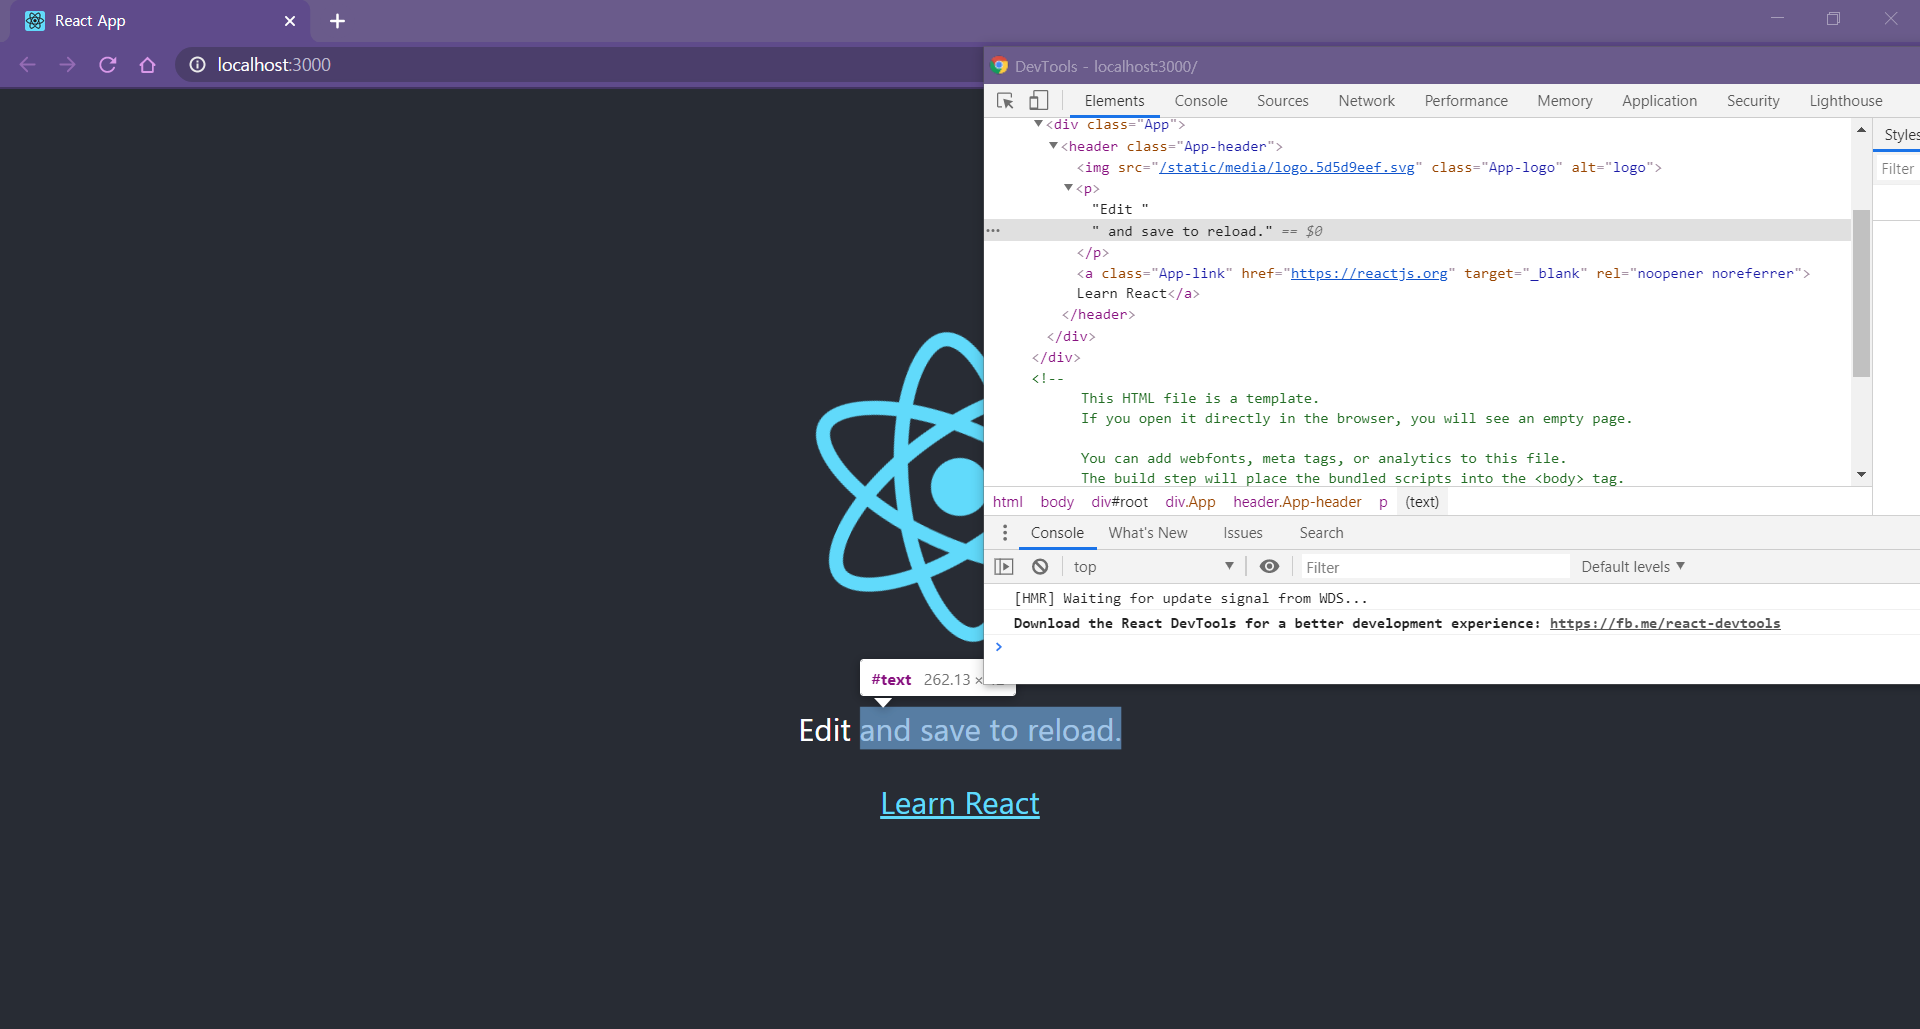 React App
localhost:3000
DevTools - localhost:3000/
Elements Console Sources Network Performance Memory Application Security Lighthouse
<div class="App">
<header class="App-header">
<img src="/static/media/logo.5d5d9eef.svg" class="App-logo" alt="logo">
<p>
"Edit "
" and save to reload." == $0
</p>
<a class="App-link" href="https://reactjs.org" target="_blank" rel="noopener noreferrer">
Learn React</a>
</header>
</div>
</div>
<!--
This HTML file is a template.
If you open it directly in the browser, you will see an empty page.
You can add webfonts, meta tags, or analytics to this file.
The build step will place the bundled scripts into the <body> tag.
Styles
Filter
html body div#root div.App header.App-header p (text)
Console What's New Issues Search
top Filter Default levels
[HMR] Waiting for update signal from WDS...
Download the React DevTools for a better development experience: https://fb.me/react-devtools
#text 262.13 ×
Edit and save to reload.
Learn React